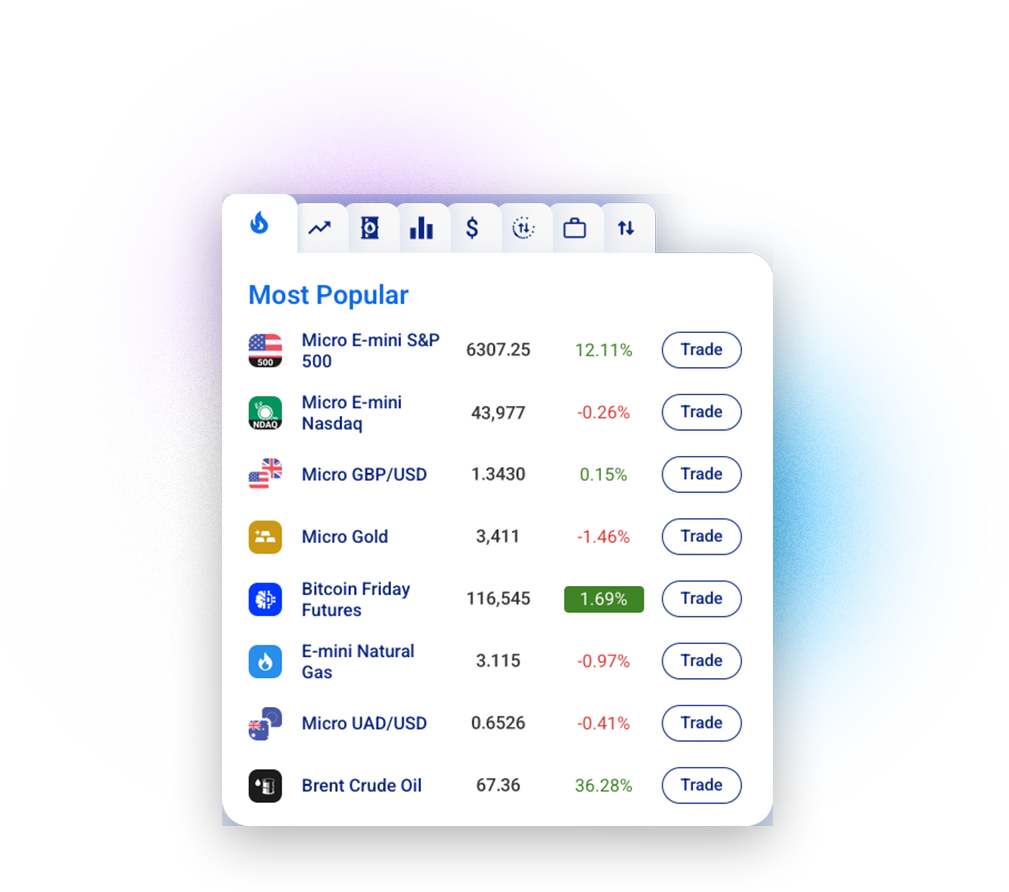 $
Most Popular
500
Micro E-mini S&P
500
6307.25
12.11%
Trade
NDAQ
Micro E-mini
Nasdaq
43,977
-0.26%
Trade
Micro GBP/USD
1.3430
0.15%
Trade
Micro Gold
3,411
-1.46%
Trade
Bitcoin Friday
Futures
116,545
1.69%
Trade
E-mini Natural
Gas
3.115
-0.97%
Trade
Micro UAD/USD
0.6526
-0.41%
Trade
Brent Crude Oil
67.36
36.28%
Trade